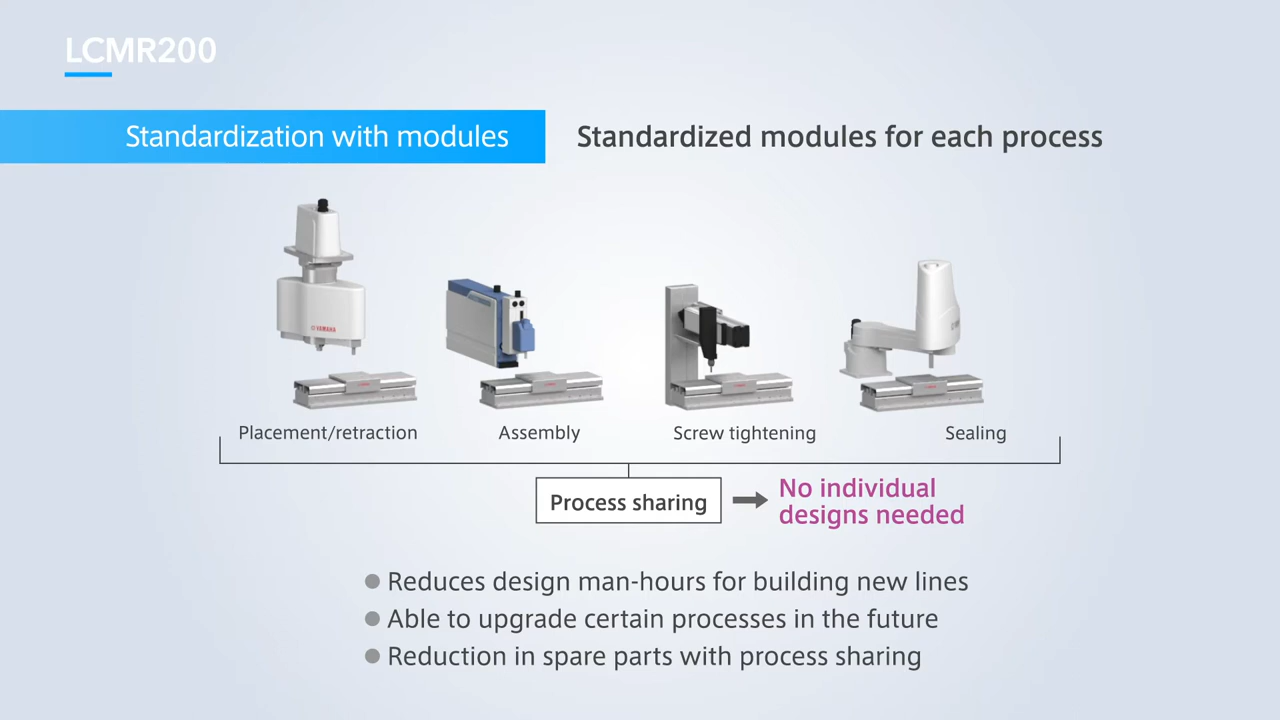 LCMR200
Standardization with modules
Standardized modules for each process
YAMAHA
Placement/retraction
Assembly
Screw tightening
Sealing
Process sharing
No individual
designs needed
Reduces design man-hours for building new lines
Able to upgrade certain processes in the future
Reduction in spare parts with process sharing